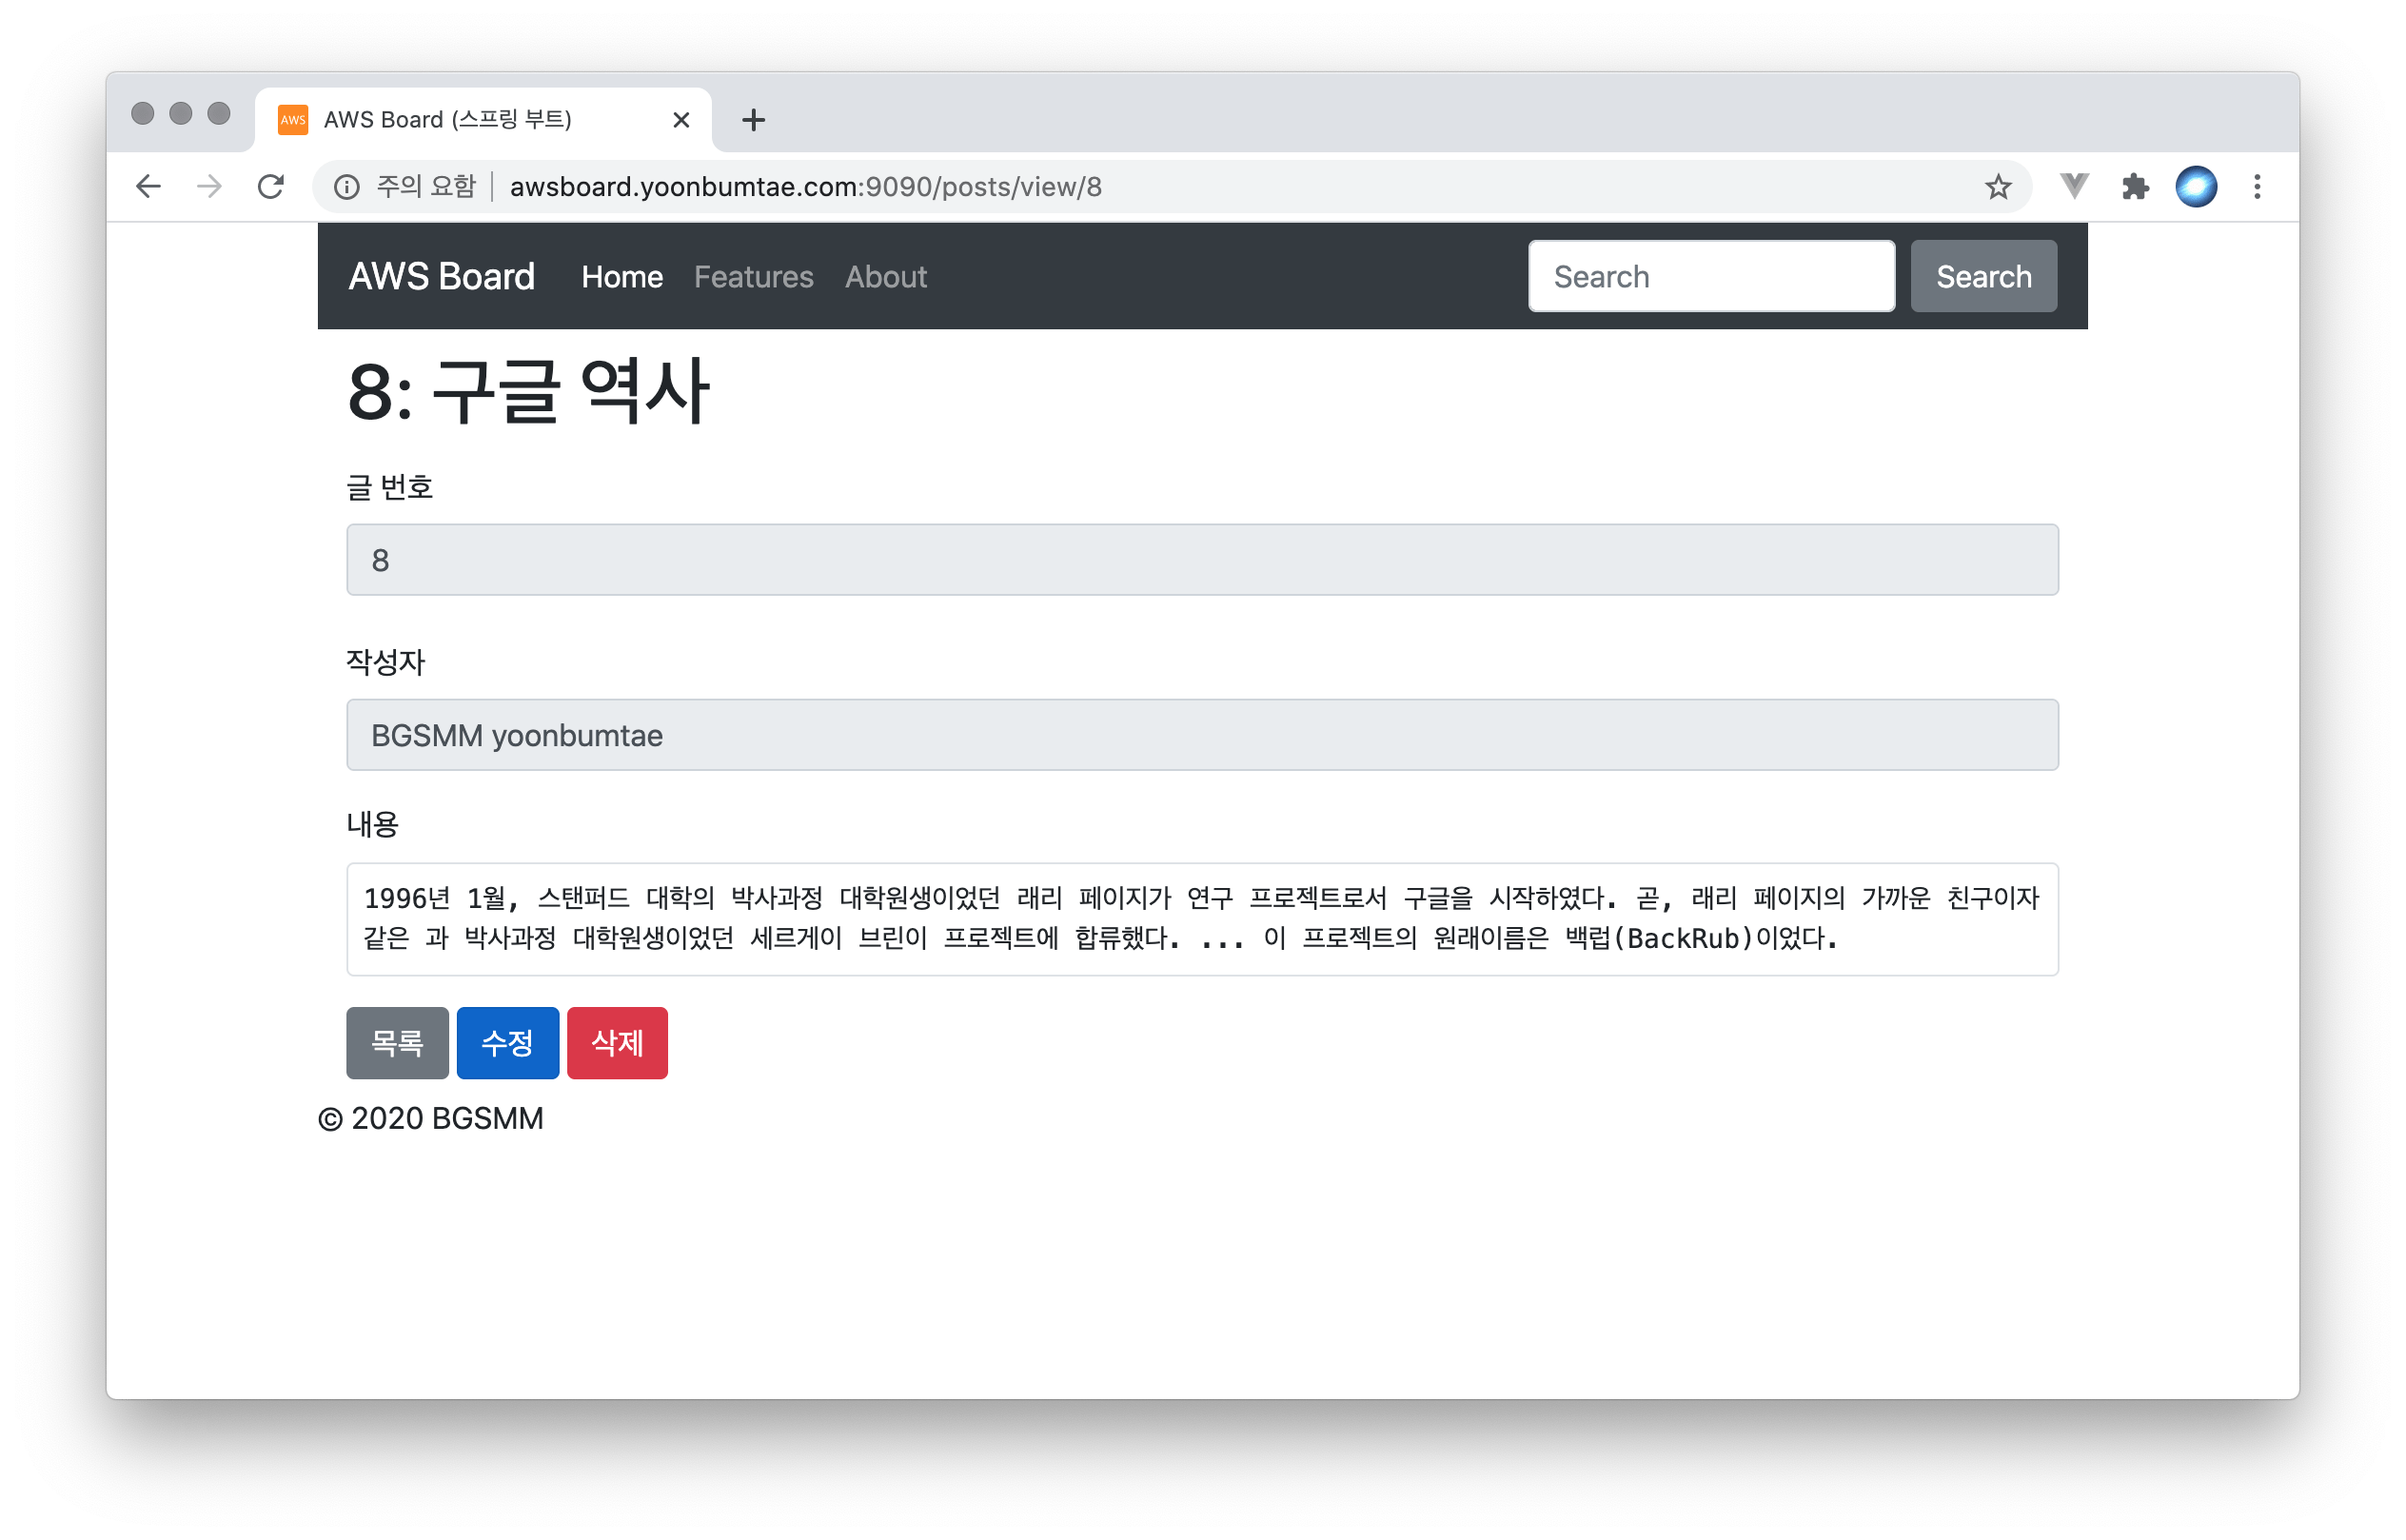 AWS AWS Board (스프링 부트)
주의 요함 awsboard.yoonbumtae.com:9090/posts/view/8
AWS Board Home Features About Search Search
8: 구글 역사
글 번호
8
작성자
BGSMM yoonbumtae
내용
1996년 1월, 스탠퍼드 대학의 박사과정 대학원생이었던 래리 페이지가 연구 프로젝트로서 구글을 시작하였다. 곧, 래리 페이지의 가까운 친구이자
같은 과 박사과정 대학원생이었던 세르게이 브린이 프로젝트에 합류했다. ... 이 프로젝트의 원래이름은 백럽(BackRub)이었다.
목록 수정 삭제
© 2020 BGSMM